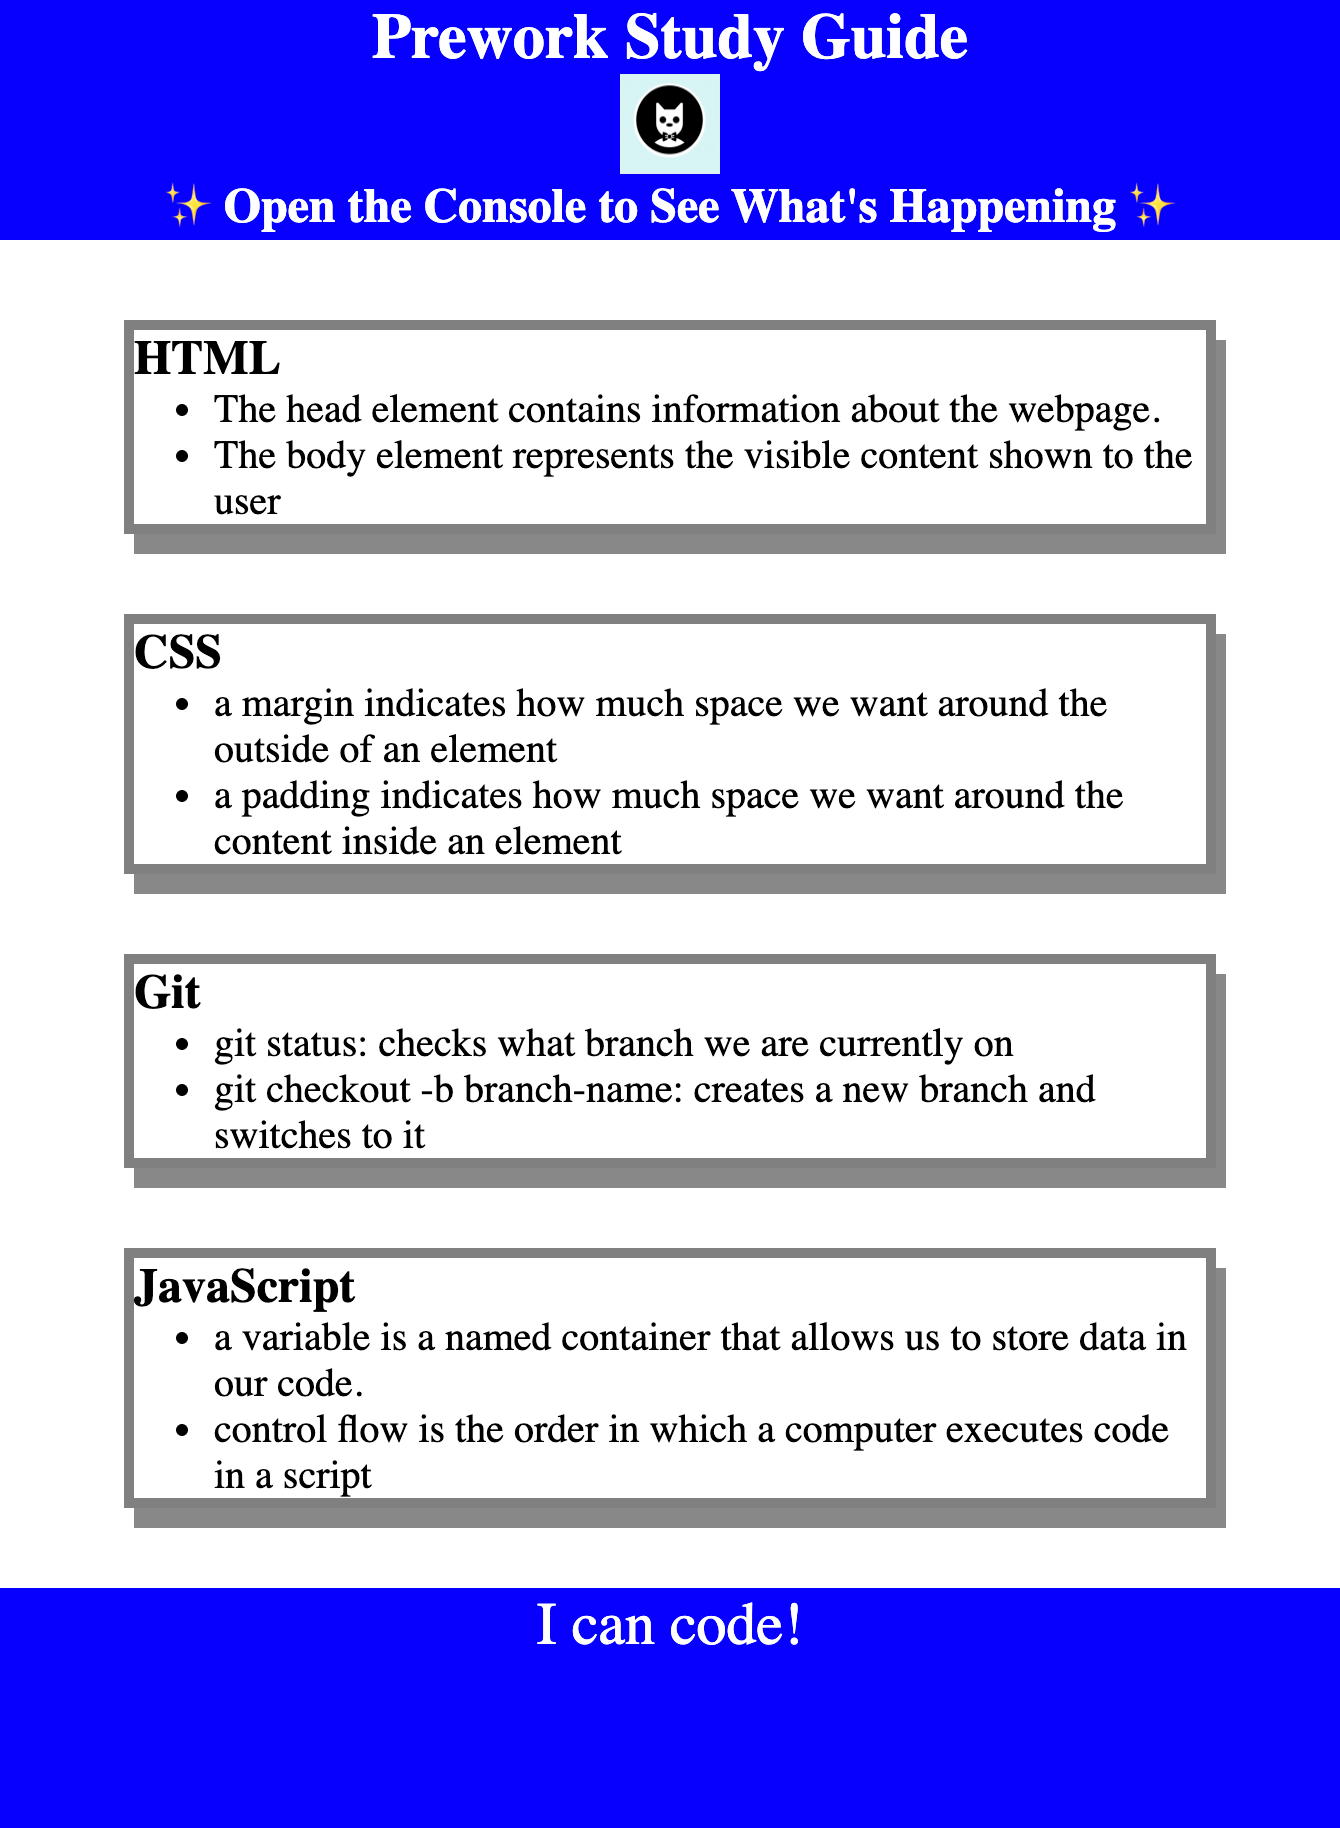 Prework Study Guide
✨ Open the Console to See What's Happening ✨
HTML
• The head element contains information about the webpage.
• The body element represents the visible content shown to the
user
CSS
• a margin indicates how much space we want around the
outside of an element
• a padding indicates how much space we want around the
content inside an element
Git
• git status: checks what branch we are currently on
• git checkout -b branch-name: creates a new branch and
switches to it
JavaScript
• a variable is a named container that allows us to store data in
our code.
• control flow is the order in which a computer executes code
in a script
I can code!